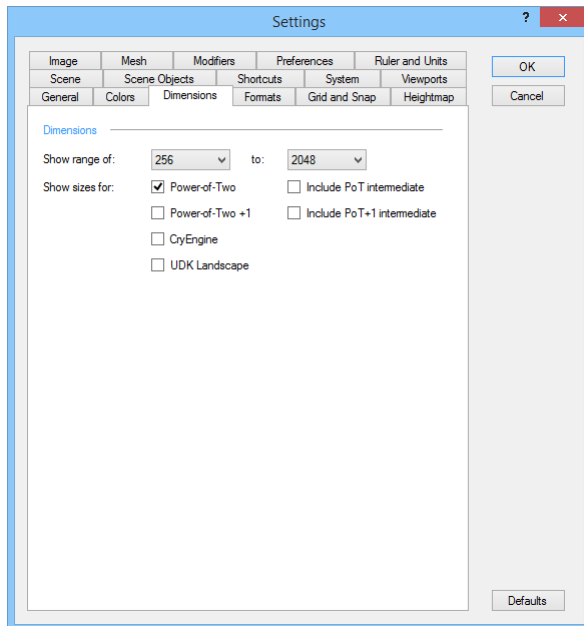 Settings
?
Image Mesh Modifiers Preferences Ruler and Units
OK
Scene Scene Objects Shortcuts System Viewports
General Colors Dimensions Formats Grid and Snap Heightmap
Cancel
Dimensions
Show range of: 256 to: 2048
Show sizes for: Power-of-Two Include PoT intermediate
Power-of-Two +1 Include PoT+1 intermediate
CryEngine
UDK Landscape
Defaults